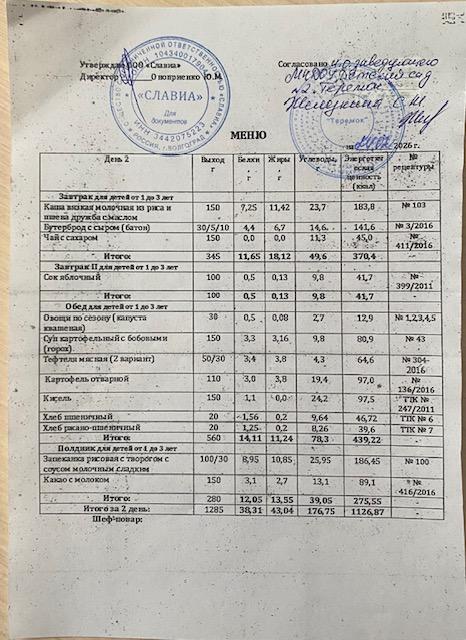 Утверждаю ООО «Славиа»
Директор Оноприенко Ю.М.
Согласовано и.о. заведующего
МКДОУ Детский сад
"Теремок"
«СЛАВИА»
Для
документов
ИНН 3442075223
РОССИЯ, г. ВОЛГОГРАД
"Теремок"
МЕНЮ
на 2026 г.
День 2 Выход, г Белки, г Жиры, г Углеводы, г Энергетическая ценность (ккал) № рецептуры
Завтрак для детей от 1 до 3 лет
Каша вязкая молочная из риса и пшена дружба с маслом 150 7,25 11,42 23,7 183,8 № 103
Бутерброд с сыром (батон) 30/5/10 4,4 6,7 14,6 141,6 № 3/2016
Чай с сахаром 150 0,0 0,0 11,3 45,0 № 411/2016
Итого: 345 11,65 18,12 49,6 370,4 -
Завтрак II для детей от 1 до 3 лет
Сок яблочный 100 0,5 0,13 9,8 41,7 № 399/2011
Итого: 100 0,5 0,13 9,8 41,7 -
Обед для детей от 1 до 3 лет
Овощи по сезону (капуста квашеная) 30 0,5 0,08 2,7 12,9 № 1,2,3,4,5
Суп картофельный с бобовыми (горох) 150 3,3 3,16 9,8 80,9 № 43
Тефтели мясная (2 вариант) 50/30 3,4 3,8 4,3 64,6 № 304-2016
Картофель отварной 110 3,0 3,8 19,4 97,0 № 136/2016
Кисель 150 1,1 0,0 24,2 97,5 ТТК № 247/2011
Хлеб пшеничный 20 1,56 0,2 9,64 46,72 ТТК № 6
Хлеб ржано-пшеничный 20 1,25 0,2 8,26 39,6 ТТК № 7
Итого: 560 14,11 11,24 78,3 439,22 -
Полдник для детей от 1 до 3 лет
Запеканка рисовая с творогом с соусом молочным сладким 100/30 8,95 10,85 25,95 186,45 № 100
Какао с молоком 150 3,1 2,7 13,1 89,1 № 416/2016
Итого: 280 12,05 13,55 39,05 275,55 -
Итого за 2 день: 1285 38,31 43,04 176,75 1126,87 -
Шеф-повар: